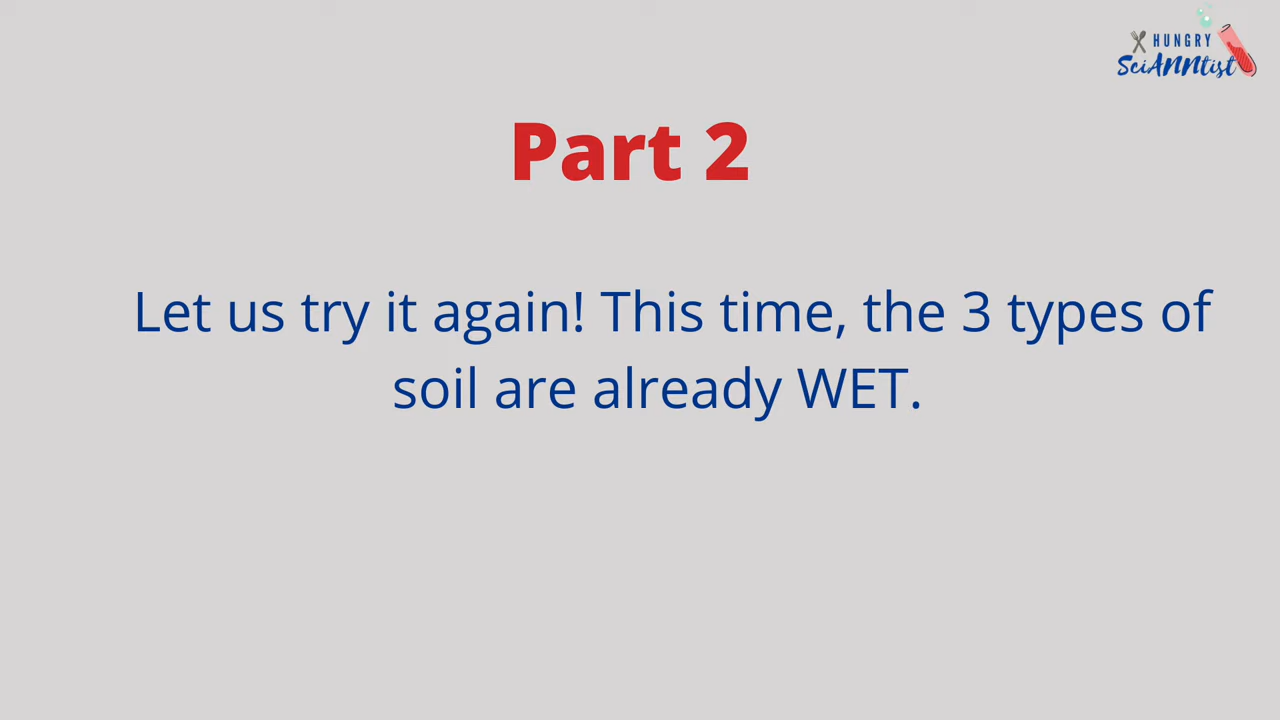 HUNGRY
SciANNtist
Part 2
Let us try it again! This time, the 3 types of
soil are already WET.